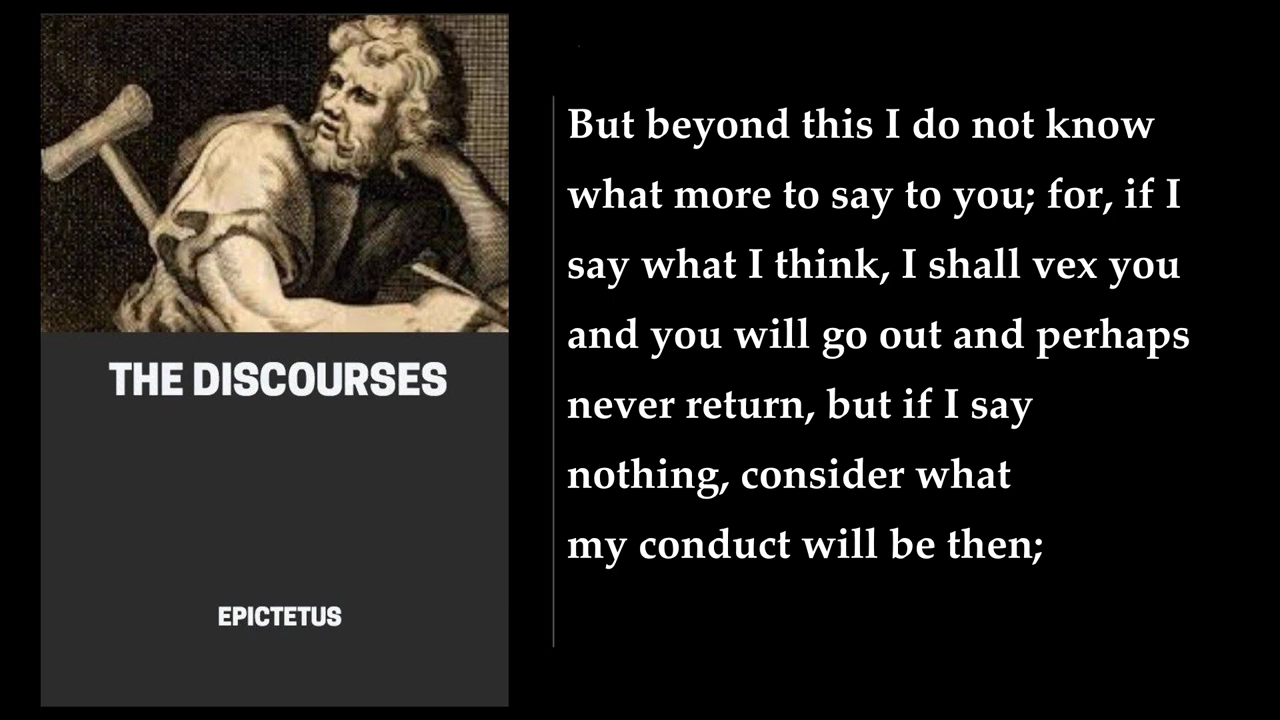 THE DISCOURSES
EPICTETUS
But beyond this I do not know
what more to say to you; for, if I
say what I think, I shall vex you
and you will go out and perhaps
never return, but if I say
nothing, consider what
my conduct will be then;